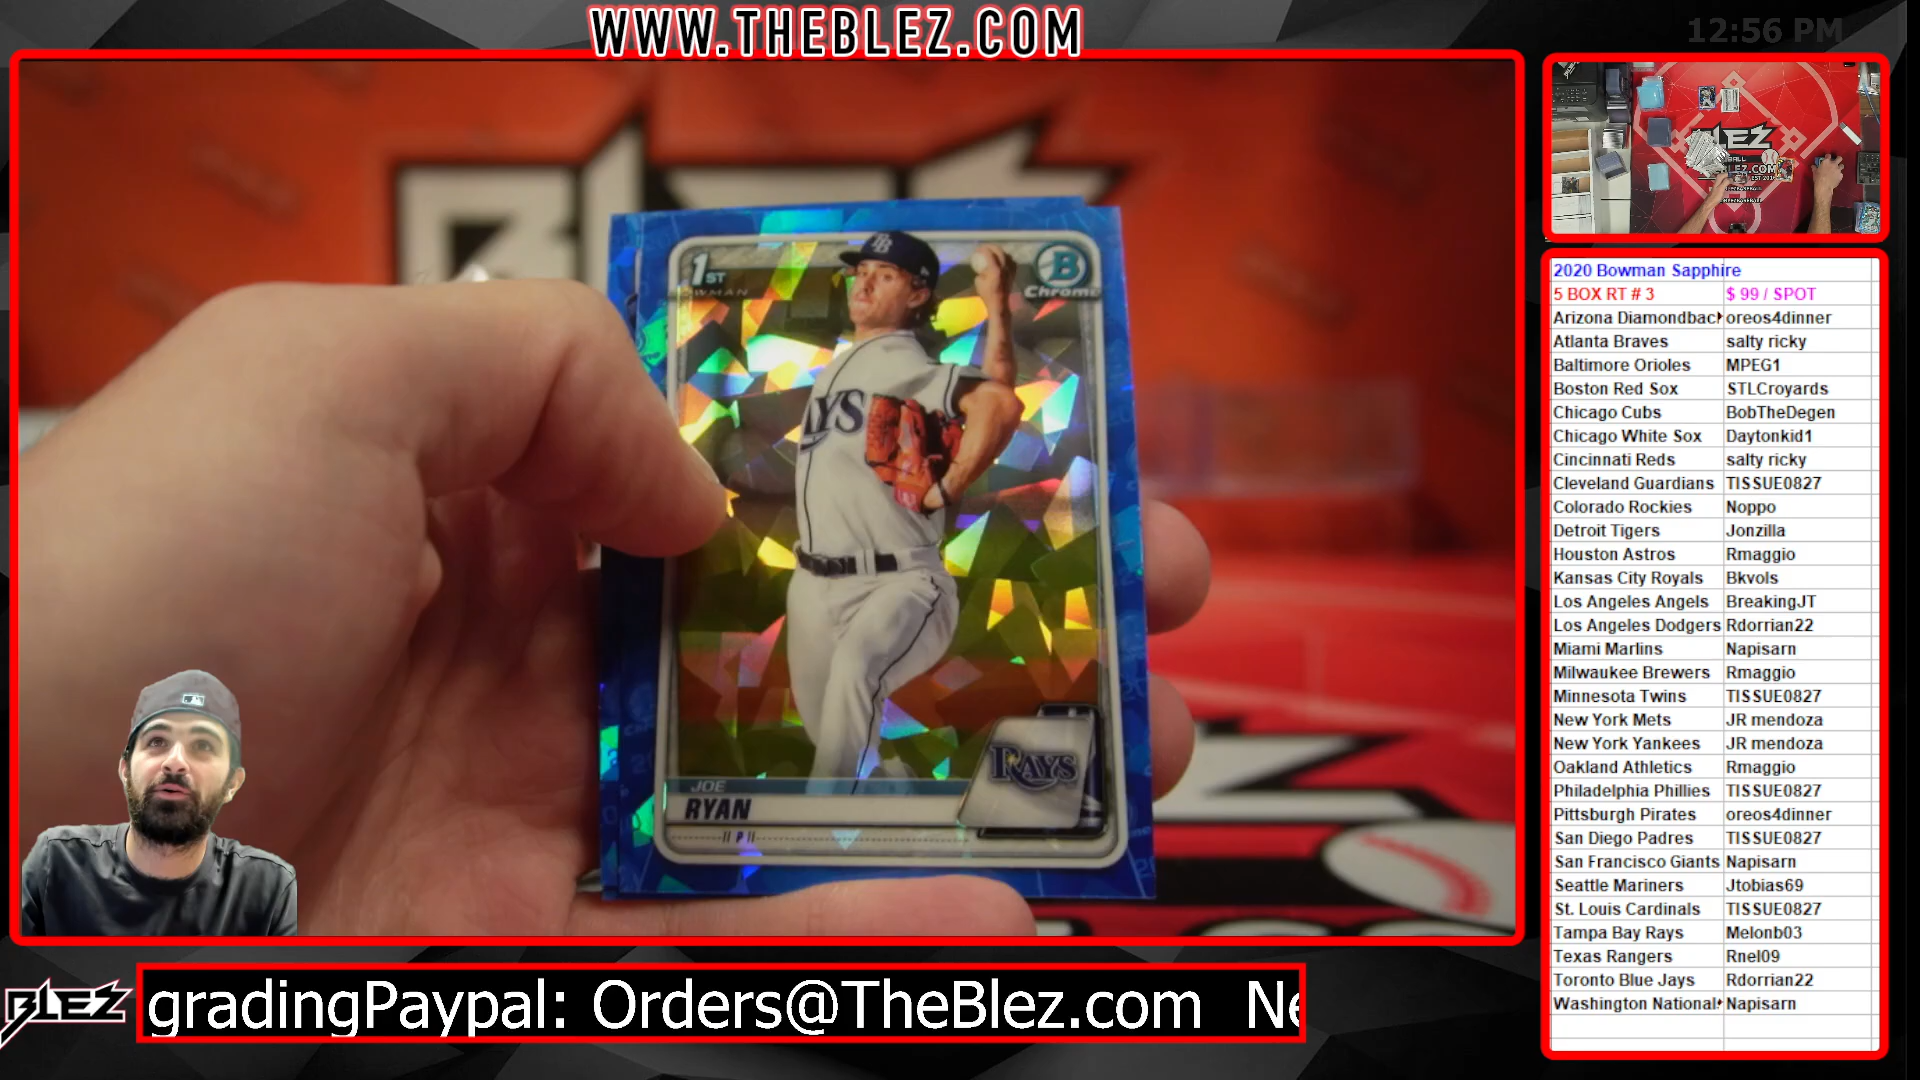 WWW.THEBLEZ.COM
12:56 PM
BLEZ
1ST
BOWMAN
B
Chrome
TB
RAYS
JOE
RYAN
P
RAYS
2020 Bowman Sapphire
5 BOX RT # 3 $ 99 / SPOT
Arizona Diamondbac oreos4dinner
Atlanta Braves salty ricky
Baltimore Orioles MPEG1
Boston Red Sox STLCroyards
Chicago Cubs BobTheDegen
Chicago White Sox Daytonkid1
Cincinnati Reds salty ricky
Cleveland Guardians TISSUE0827
Colorado Rockies Noppo
Detroit Tigers Jonzilla
Houston Astros Rmaggio
Kansas City Royals Bkvols
Los Angeles Angels BreakingJT
Los Angeles Dodgers Rdorrian22
Miami Marlins Napisarn
Milwaukee Brewers Rmaggio
Minnesota Twins TISSUE0827
New York Mets JR mendoza
New York Yankees JR mendoza
Oakland Athletics Rmaggio
Philadelphia Phillies TISSUE0827
Pittsburgh Pirates oreos4dinner
San Diego Padres TISSUE0827
San Francisco Giants Napisarn
Seattle Mariners Jtobias69
St. Louis Cardinals TISSUE0827
Tampa Bay Rays Melonb03
Texas Rangers Rnel09
Toronto Blue Jays Rdorrian22
Washington National Napisarn
BLEZ
gradingPaypal: Orders@TheBlez.com Ne